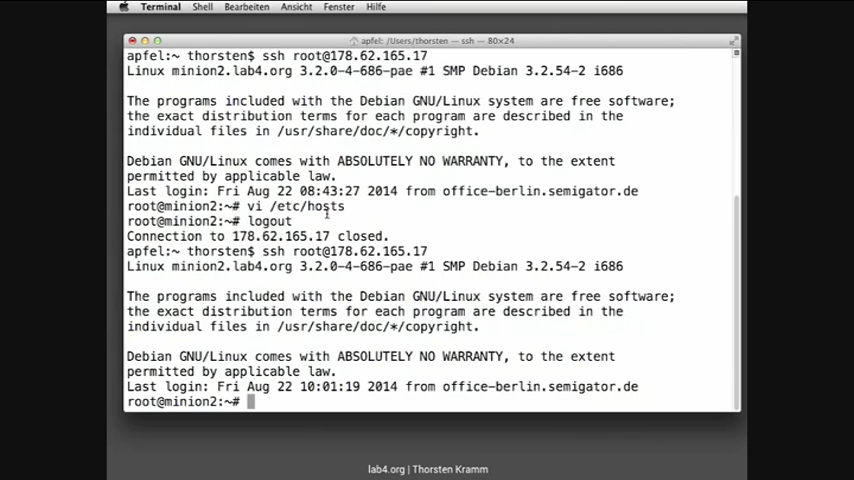 Terminal Shell Bearbeiten Ansicht Fenster Hilfe
apfel: /Users/thorsten — ssh — 80×24
apfel:~ thorsten$ ssh root@178.62.165.17
Linux minion2.lab4.org 3.2.0-4-686-pae #1 SMP Debian 3.2.54-2 i686
The programs included with the Debian GNU/Linux system are free software;
the exact distribution terms for each program are described in the
individual files in /usr/share/doc/*/copyright.
Debian GNU/Linux comes with ABSOLUTELY NO WARRANTY, to the extent
permitted by applicable law.
Last login: Fri Aug 22 08:43:27 2014 from office-berlin.semigator.de
root@minion2:~# vi /etc/hosts
root@minion2:~# logout
Connection to 178.62.165.17 closed.
apfel:~ thorsten$ ssh root@178.62.165.17
Linux minion2.lab4.org 3.2.0-4-686-pae #1 SMP Debian 3.2.54-2 i686
The programs included with the Debian GNU/Linux system are free software;
the exact distribution terms for each program are described in the
individual files in /usr/share/doc/*/copyright.
Debian GNU/Linux comes with ABSOLUTELY NO WARRANTY, to the extent
permitted by applicable law.
Last login: Fri Aug 22 10:01:19 2014 from office-berlin.semigator.de
root@minion2:~#
lab4.org | Thorsten Kramm